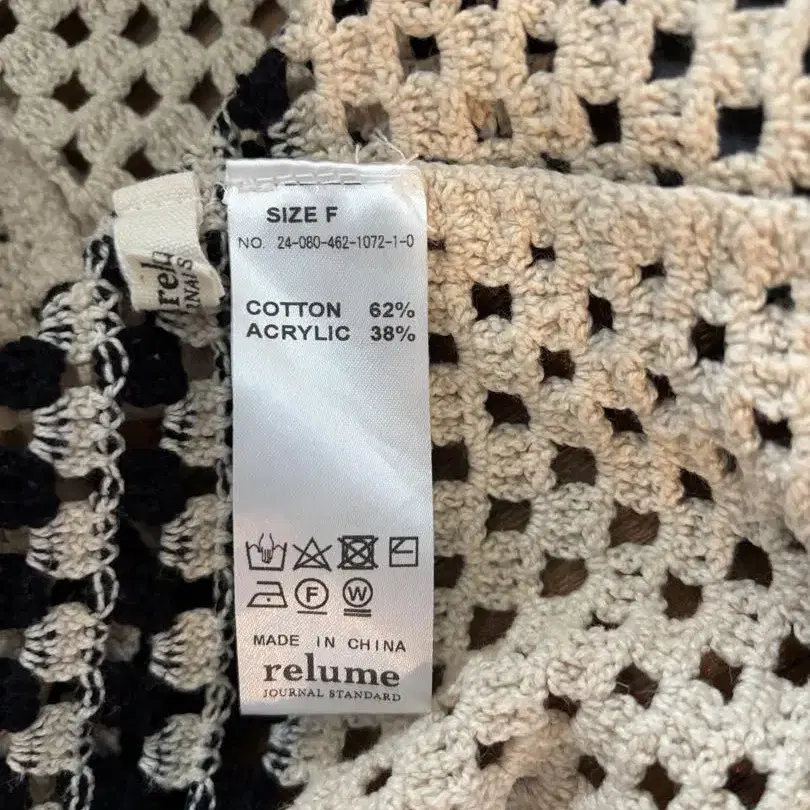 SIZE F
NO. 24-080-462-1072-1-0
COTTON 62%
ACRYLIC 38%
F
W
MADE IN CHINA
relume
JOURNAL STANDARD